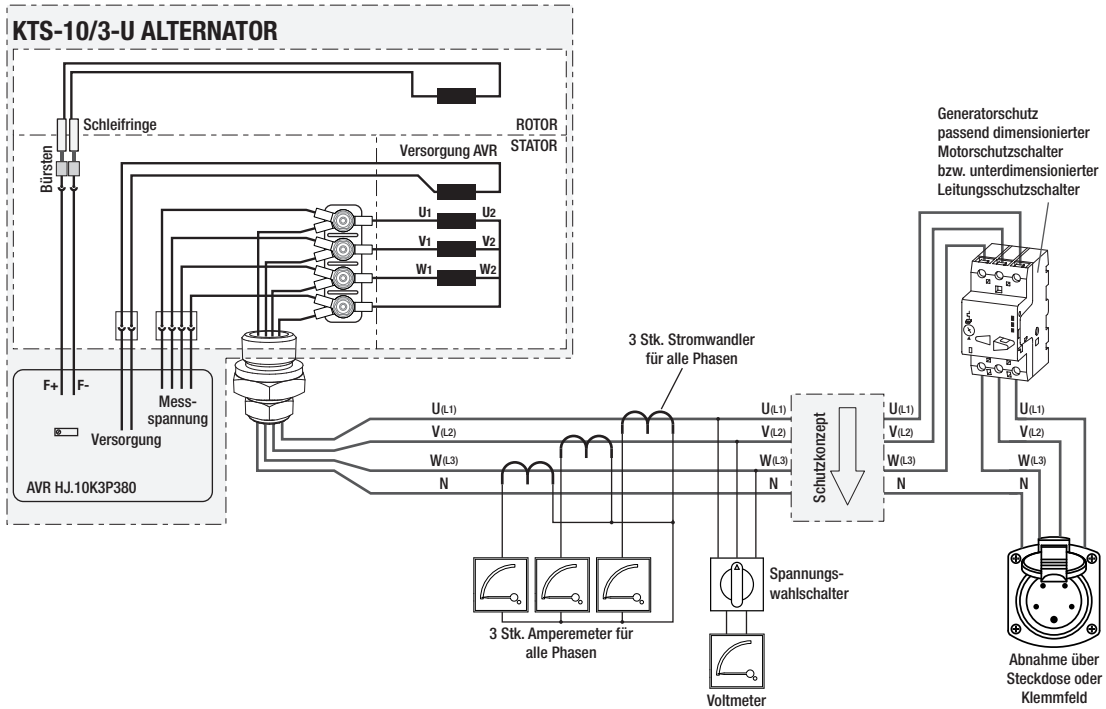 KTS-10/3-U ALTERNATOR
Schleifringe
ROTOR
STATOR
Bürsten
Versorgung AVR
U1
U2
V1
V2
W1
W2
F+
F-
Mess-
spannung
Versorgung
AVR HJ.10K3P380
3 Stk. Stromwandler
für alle Phasen
Generatorschutz
passend dimensionierter
Motorschutzschalter
bzw. unterdimensionierter
Leitungsschutzschalter
U(L1)
V(L2)
W(L3)
N
U(L1)
V(L2)
W(L3)
N
Schutzkonzept
U(L1)
V(L2)
W(L3)
N
U(L1)
V(L2)
W(L3)
N
3 Stk. Amperemeter für
alle Phasen
Spannungs-
wahlschalter
Voltmeter
Abnahme über
Steckdose oder
Klemmfeld